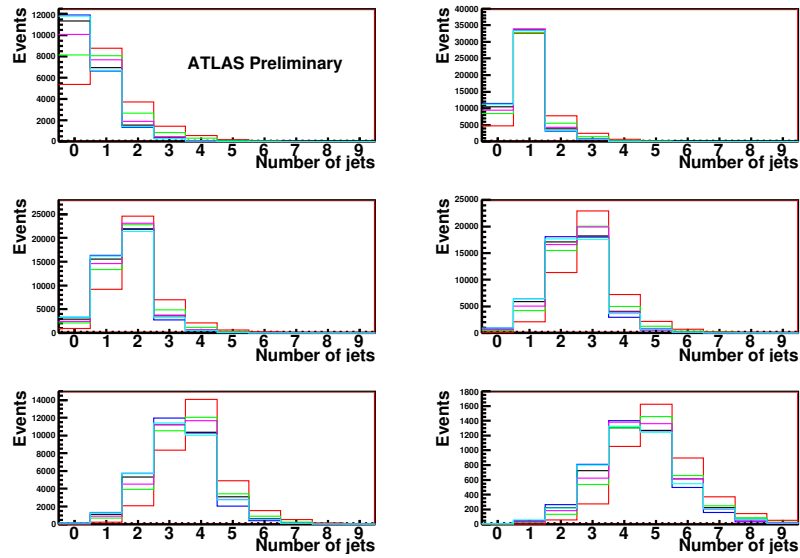 Events
12000
10000
8000
6000
4000
2000
0
ATLAS Preliminary
0 1 2 3 4 5 6 7 8 9
Number of jets
Events
40000
35000
30000
25000
20000
15000
10000
5000
0
0 1 2 3 4 5 6 7 8 9
Number of jets
Events
25000
20000
15000
10000
5000
0
0 1 2 3 4 5 6 7 8 9
Number of jets
Events
25000
20000
15000
10000
5000
0
0 1 2 3 4 5 6 7 8 9
Number of jets
Events
14000
12000
10000
8000
6000
4000
2000
0
0 1 2 3 4 5 6 7 8 9
Number of jets
Events
1800
1600
1400
1200
1000
800
600
400
200
0
0 1 2 3 4 5 6 7 8 9
Number of jets